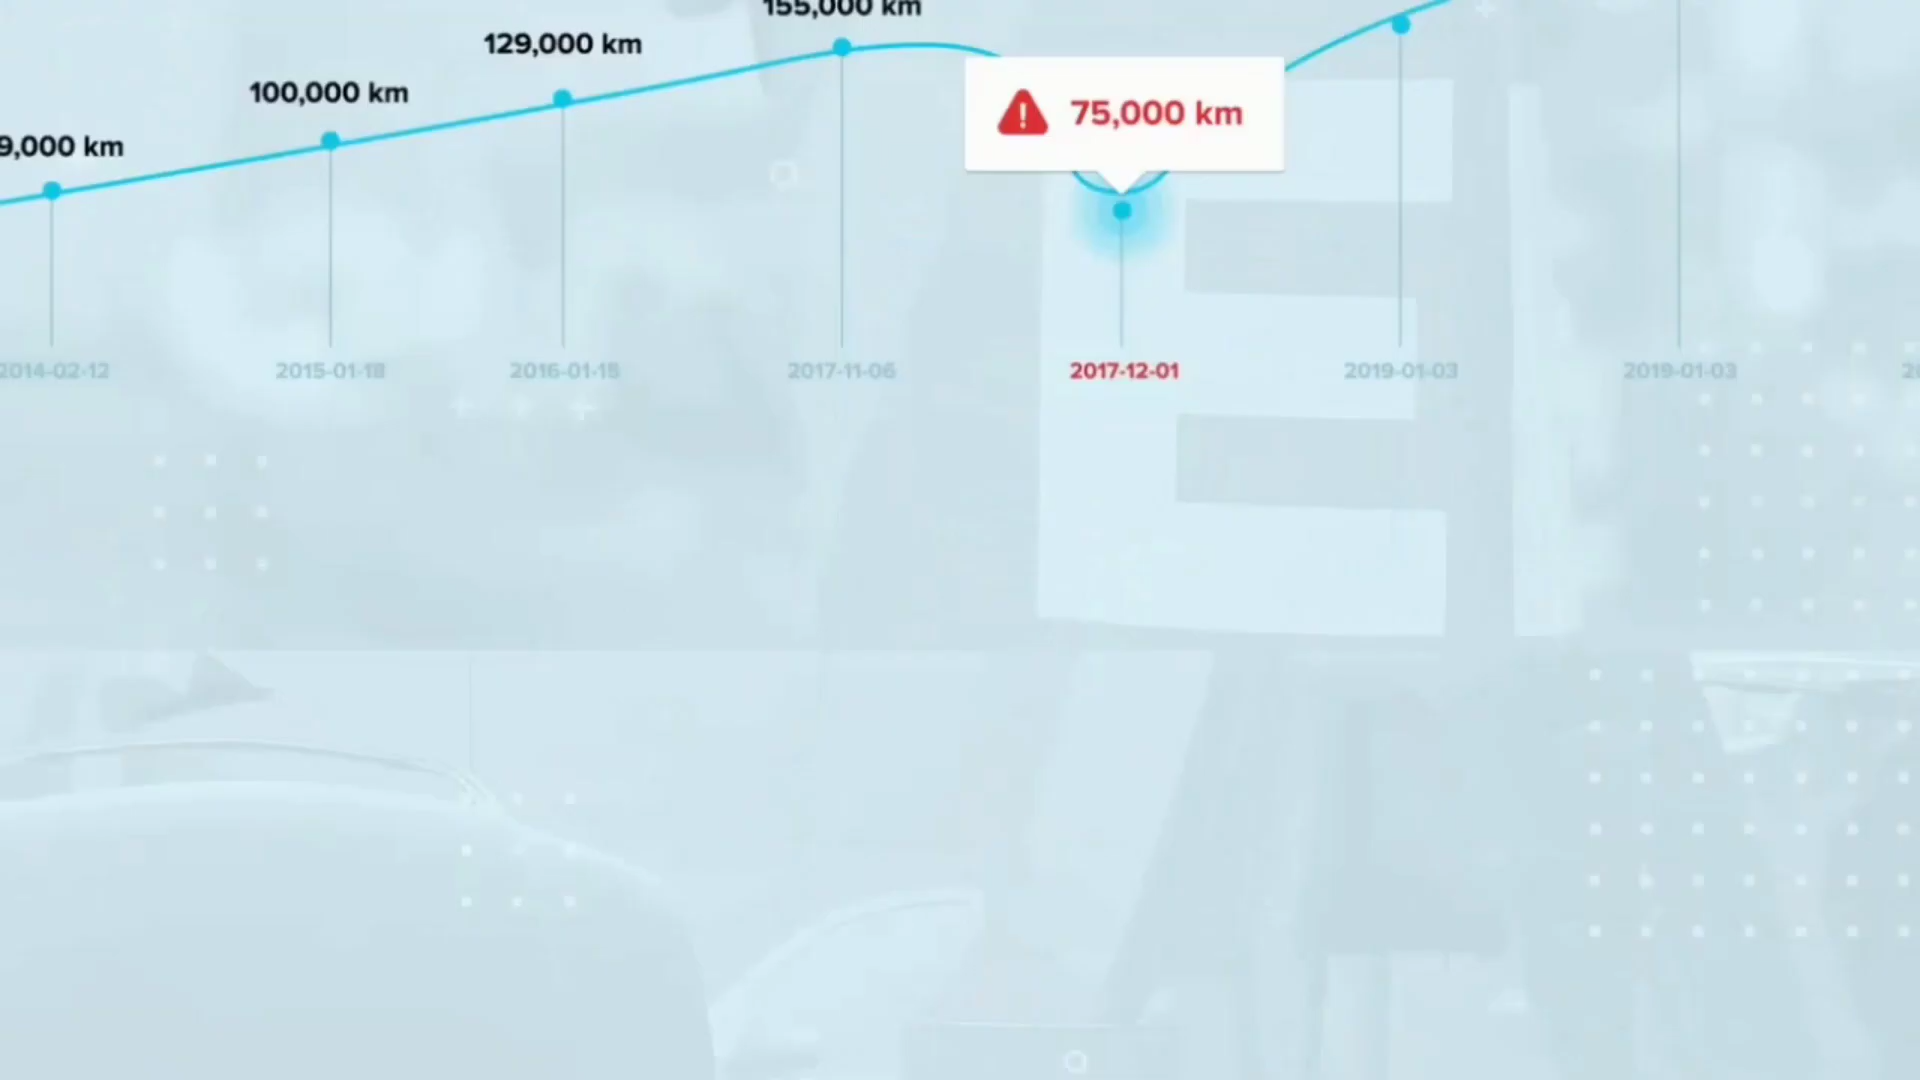 155,000 km
129,000 km
75,000 km
100,000 km
9,000 km
2014-02-12
2015-01-18
2016-01-15
2017-11-06
2017-12-01
2019-01-03
2019-01-03